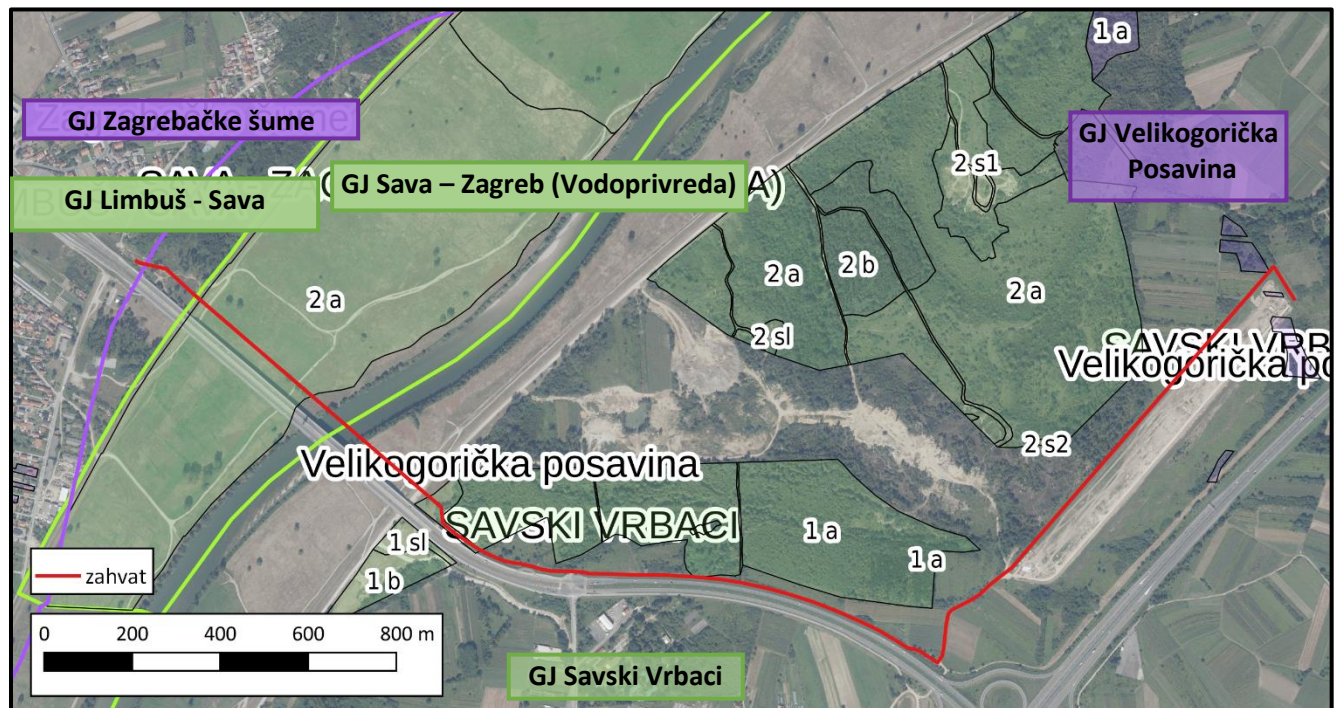 1 a
GJ Zagrebačke šume
GJ Velikogorička
Posavina
2 s1
GJ Sava – Zagreb (Vodoprivreda)
A)
GJ Limbuš - Sava
2 b
2 a
2 a
2 a
2 sl
SAVSKI VRB
Velikogorička po
2 s2
Velikogorička posavina
SAVSKI VRBACI
1 a
1 sl
1 a
1 b
zahvat
0 200 400 600 800 m
GJ Savski Vrbaci